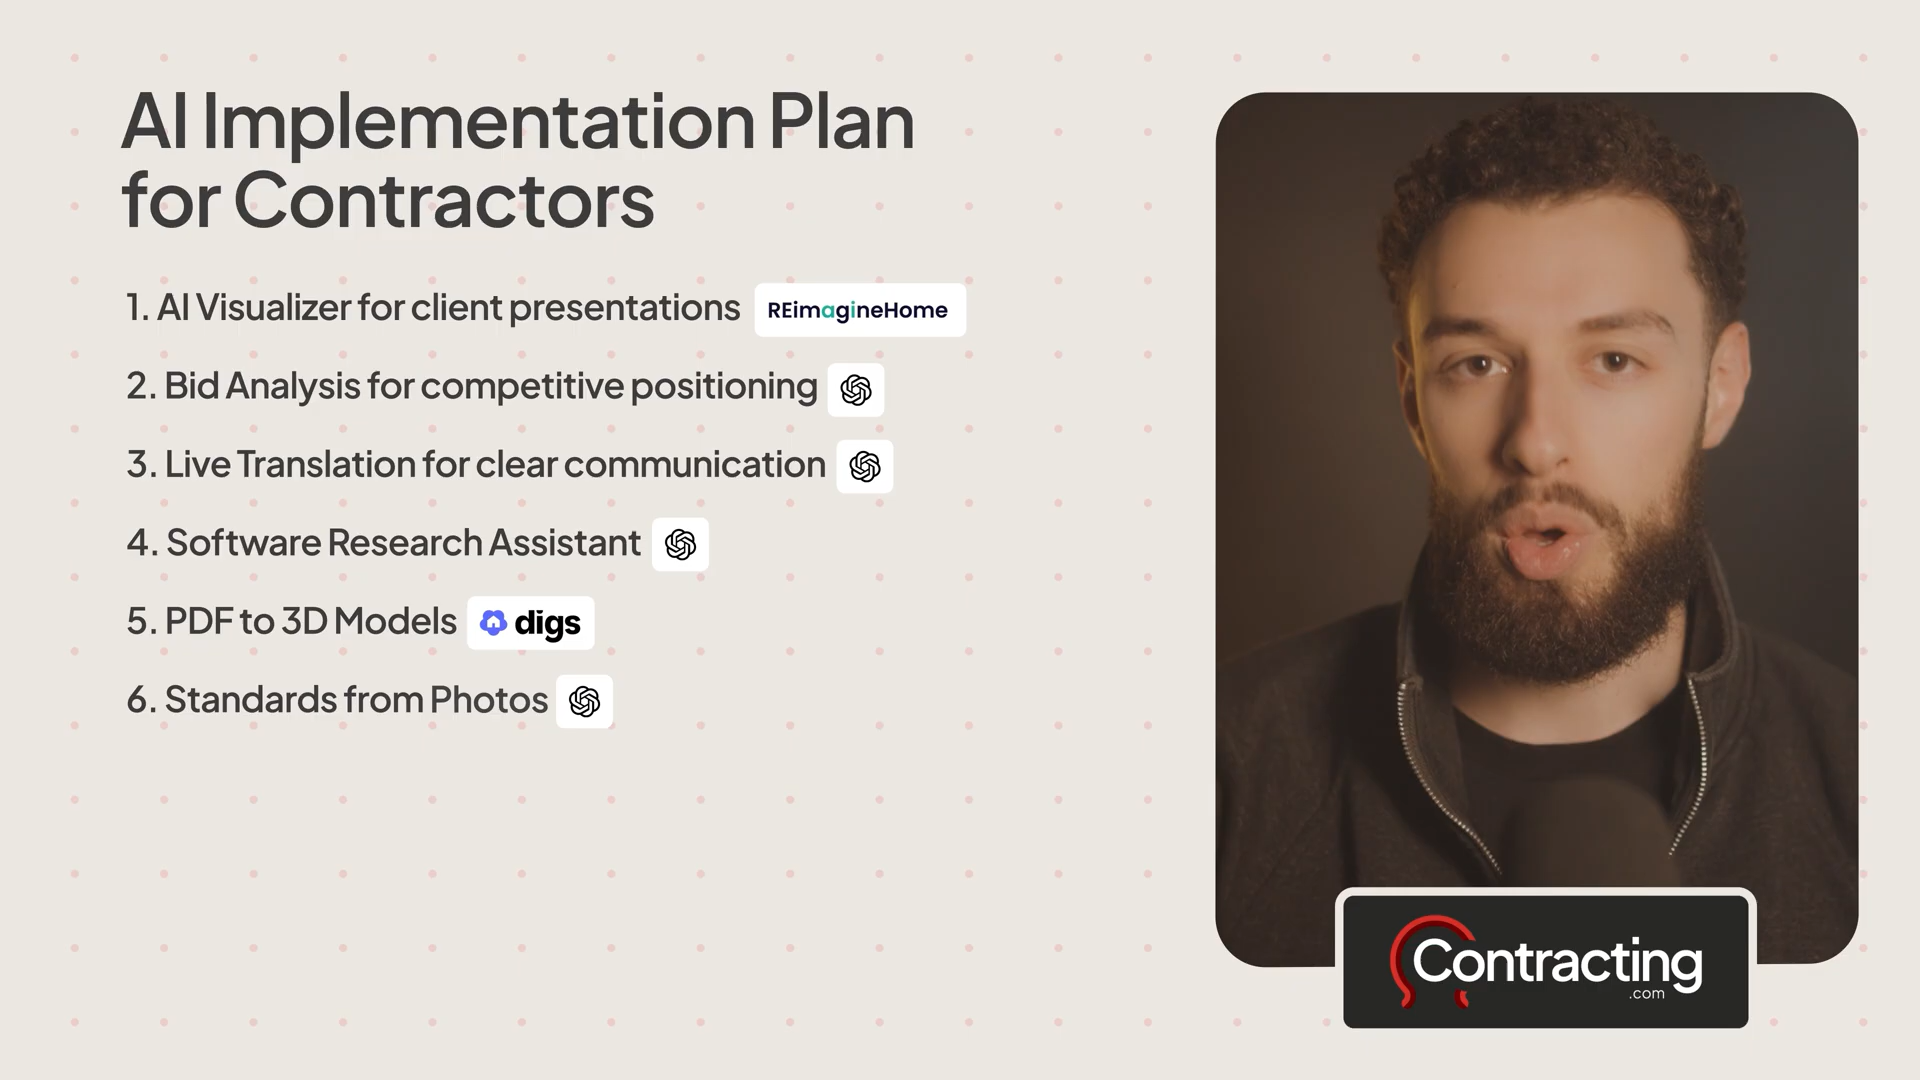 AI Implementation Plan
for Contractors
1. AI Visualizer for client presentations REimagineHome
2. Bid Analysis for competitive positioning
3. Live Translation for clear communication
4. Software Research Assistant
5. PDF to 3D Models digs
6. Standards from Photos
Contracting
.com